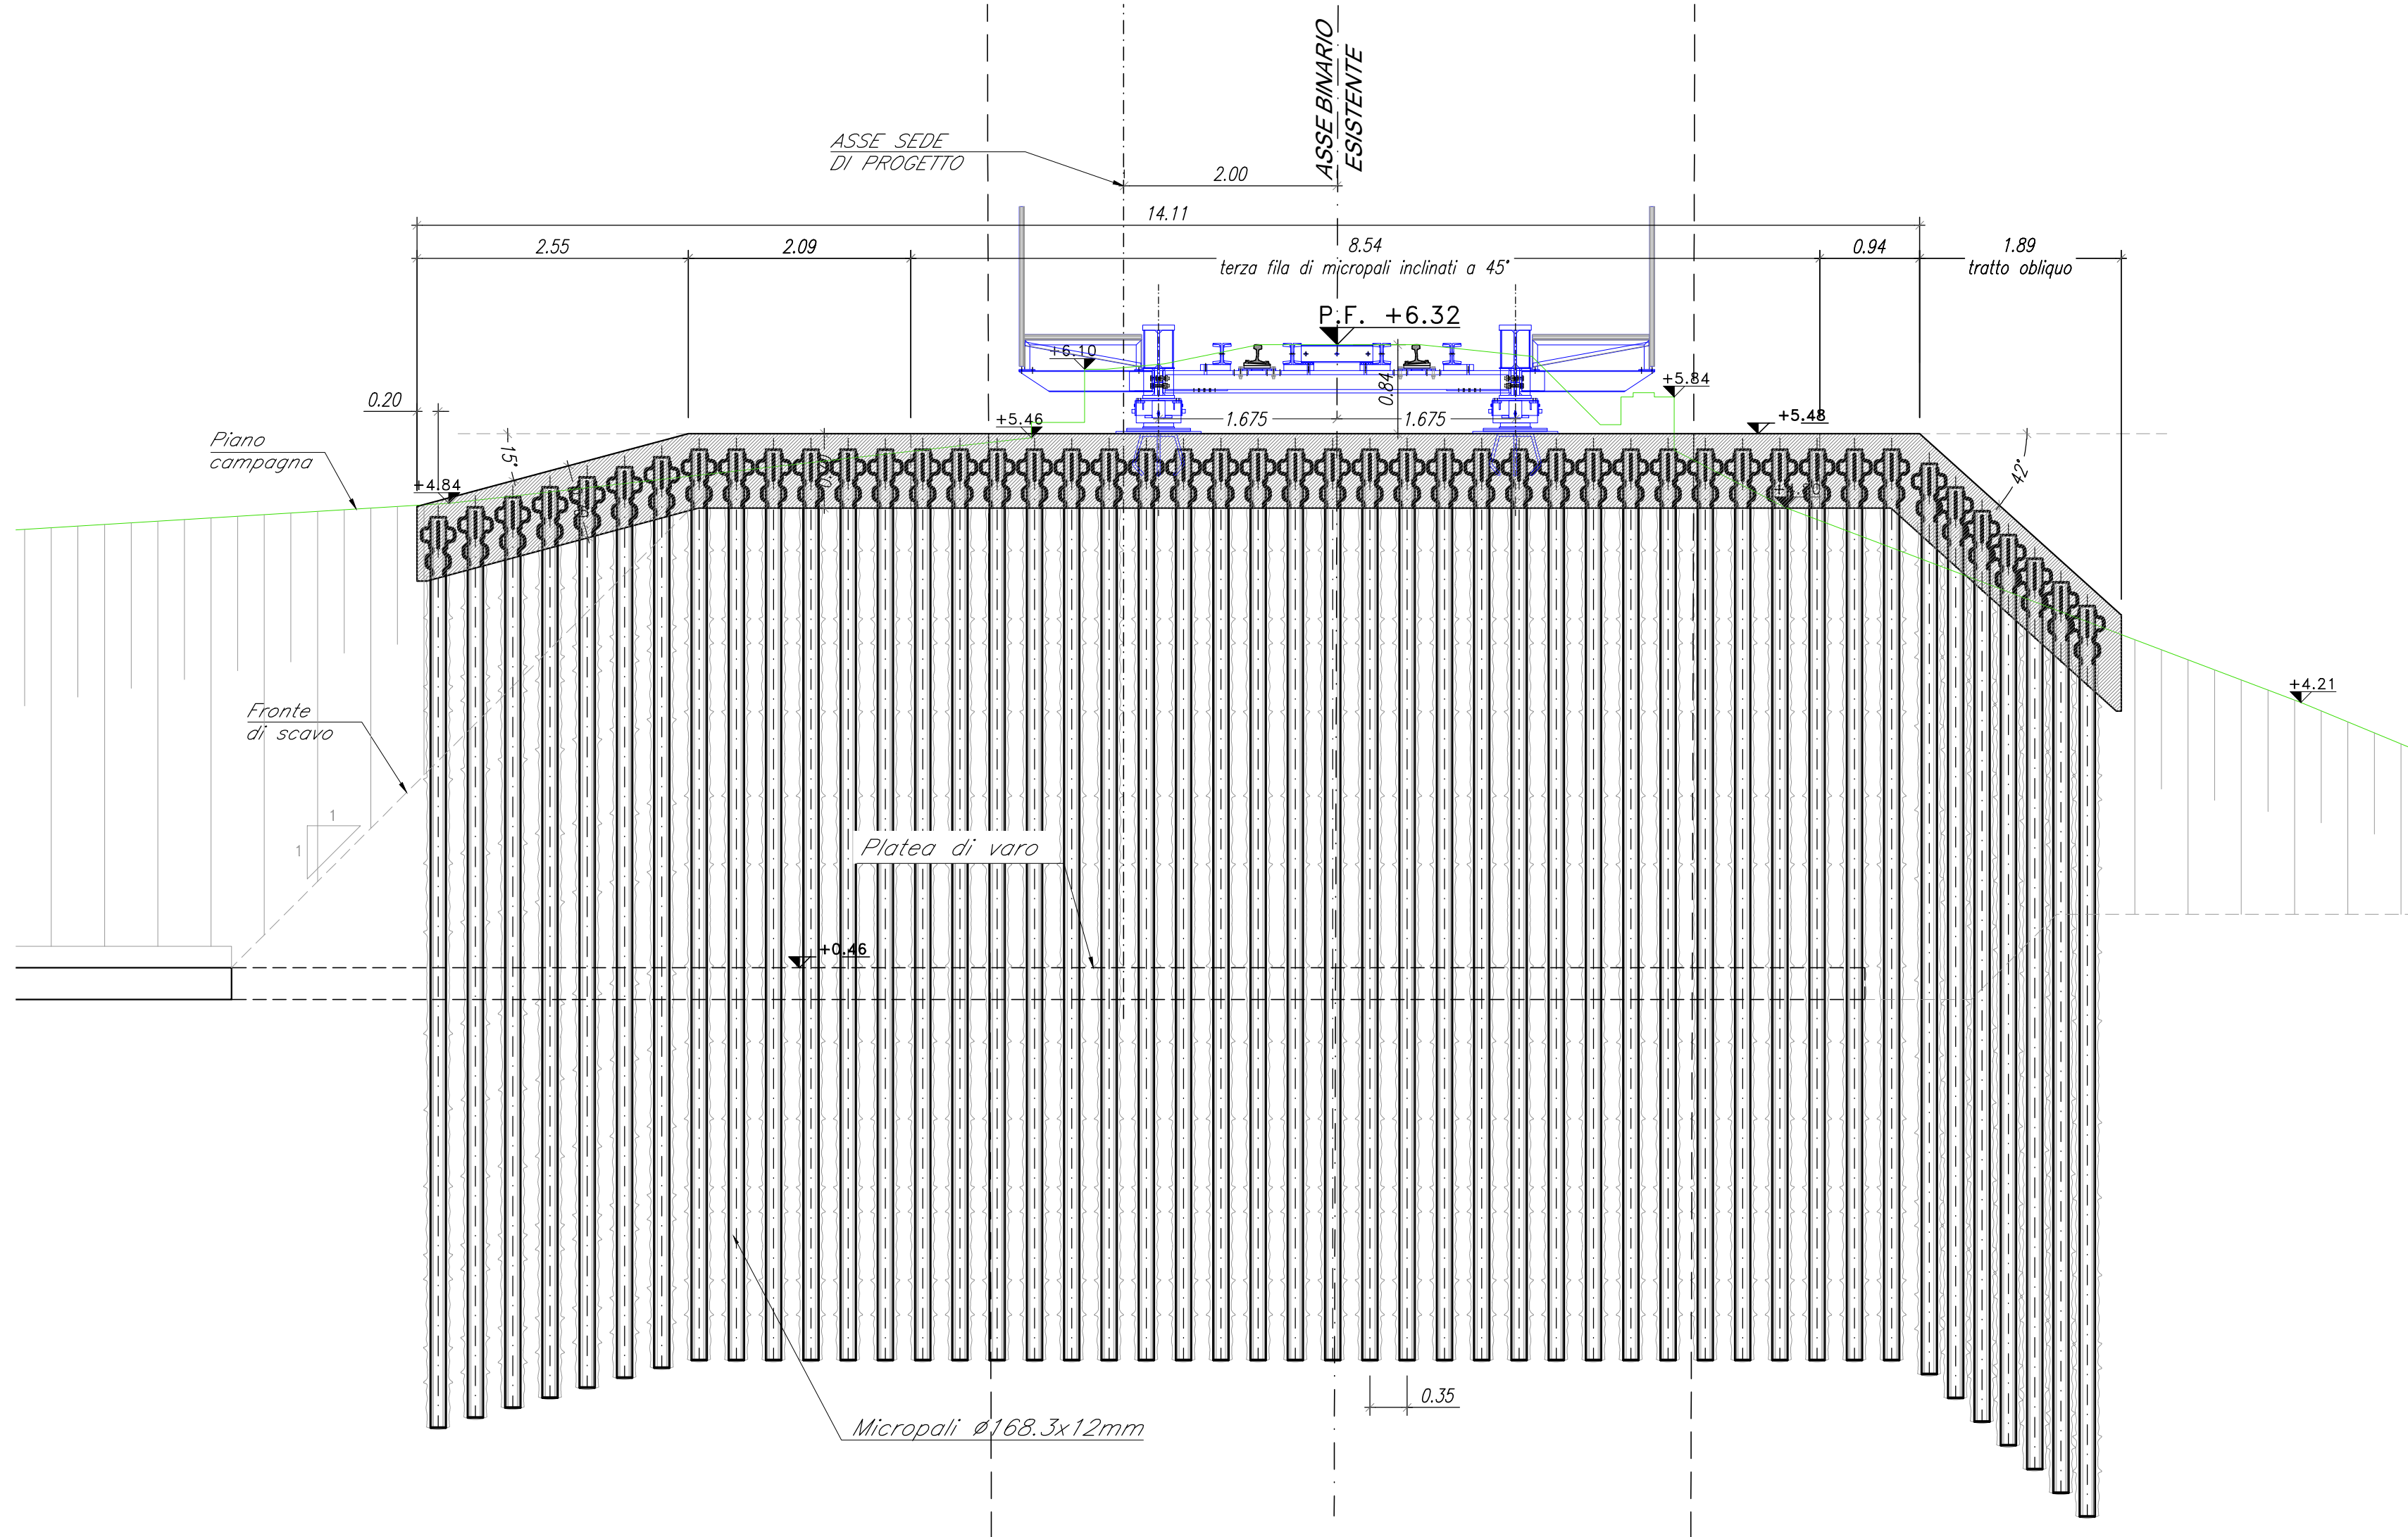 ASSE BINARIO
ESISTENTE
ASSE SEDE
DI PROGETTO
2.00
14.11
2.55
2.09
8.54
0.94
1.89
terza fila di micropali inclinati a 45°
tratto obliquo
P.F. +6.32
+6.10
0.84
+5.84
0.20
1.675
1.675
+5.46
+5.48
Piano
campagna
15°
42°
+4.84
+4.80
+4.21
Fronte
di scavo
1
1
Platea di varo
+0.46
0.35
Micropali ø168.3x12mm